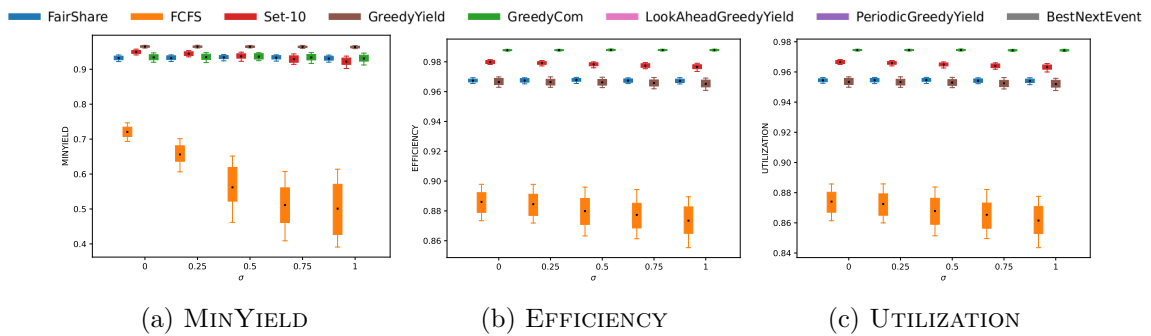 FairShare FCFS Set-10 GreedyYield GreedyCom LookAheadGreedyYield PeriodicGreedyYield BestNextEvent
MINYIELD
0.9
0.8
0.7
0.6
0.5
0.4
0 0.25 0.5 0.75 1
σ
(a) MINYIELD
EFFICIENCY
0.98
0.96
0.94
0.92
0.90
0.88
0.86
0 0.25 0.5 0.75 1
σ
(b) EFFICIENCY
UTILIZATION
0.98
0.96
0.94
0.92
0.90
0.88
0.86
0.84
0 0.25 0.5 0.75 1
σ
(c) UTILIZATION